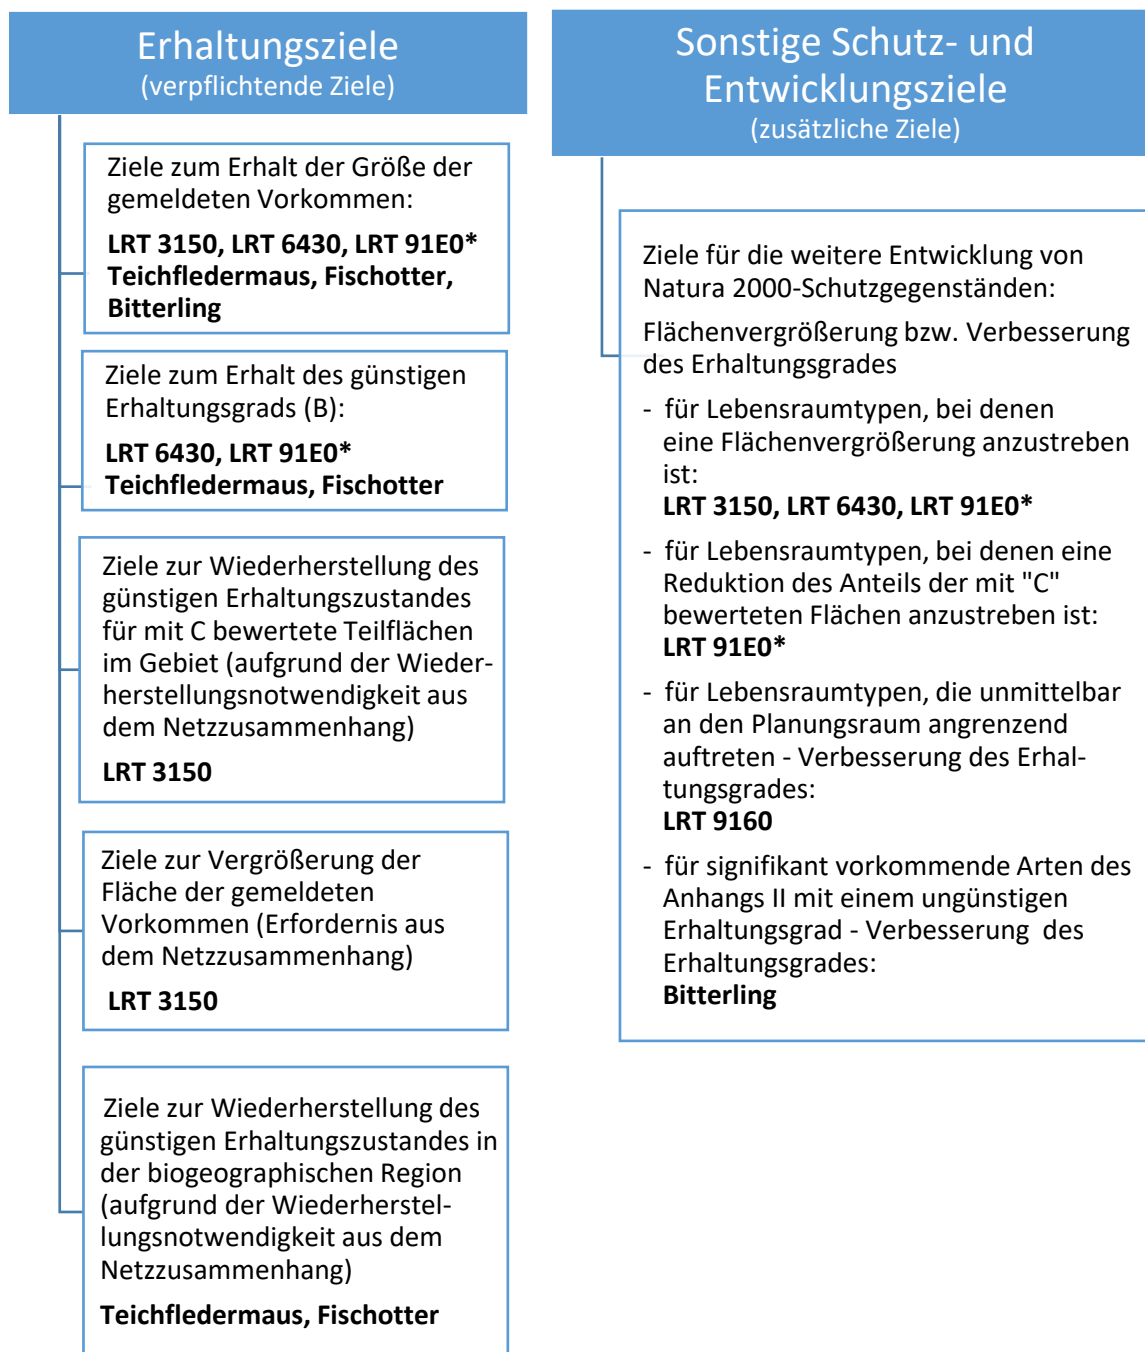 Erhaltungsziele
(verpflichtende Ziele)
Ziele zum Erhalt der Größe der
gemeldeten Vorkommen:
LRT 3150, LRT 6430, LRT 91E0*
Teichfledermaus, Fischotter,
Bitterling
Ziele zum Erhalt des günstigen
Erhaltungsgrads (B):
LRT 6430, LRT 91E0*
Teichfledermaus, Fischotter
Ziele zur Wiederherstellung des
günstigen Erhaltungszustandes
für mit C bewertete Teilflächen
im Gebiet (aufgrund der Wieder-
herstellungsnotwendigkeit aus
dem Netzzusammenhang)
LRT 3150
Ziele zur Vergrößerung der
Fläche der gemeldeten
Vorkommen (Erfordernis aus
dem Netzzusammenhang)
LRT 3150
Ziele zur Wiederherstellung des
günstigen Erhaltungszustandes in
der biogeographischen Region
(aufgrund der Wiederherstel-
lungsnotwendigkeit aus dem
Netzzusammenhang)
Teichfledermaus, Fischotter
Sonstige Schutz- und
Entwicklungsziele
(zusätzliche Ziele)
Ziele für die weitere Entwicklung von
Natura 2000-Schutzgegenständen:
Flächenvergrößerung bzw. Verbesserung
des Erhaltungsgrades
- für Lebensraumtypen, bei denen
eine Flächenvergrößerung anzustreben
ist:
LRT 3150, LRT 6430, LRT 91E0*
- für Lebensraumtypen, bei denen eine
Reduktion des Anteils der mit "C"
bewerteten Flächen anzustreben ist:
LRT 91E0*
- für Lebensraumtypen, die unmittelbar
an den Planungsraum angrenzend
auftreten - Verbesserung des Erhal-
tungsgrades:
LRT 9160
- für signifikant vorkommende Arten des
Anhangs II mit einem ungünstigen
Erhaltungsgrad - Verbesserung des
Erhaltungsgrades:
Bitterling